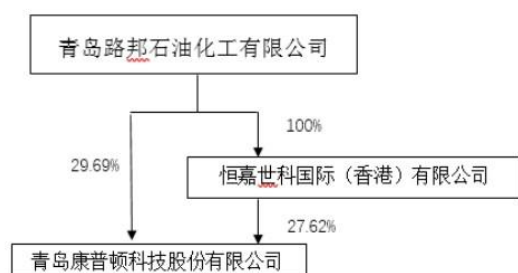 青岛路邦石油化工有限公司
100%
29.69%
恒嘉世科国际（香港）有限公司
27.62%
青岛康普顿科技股份有限公司